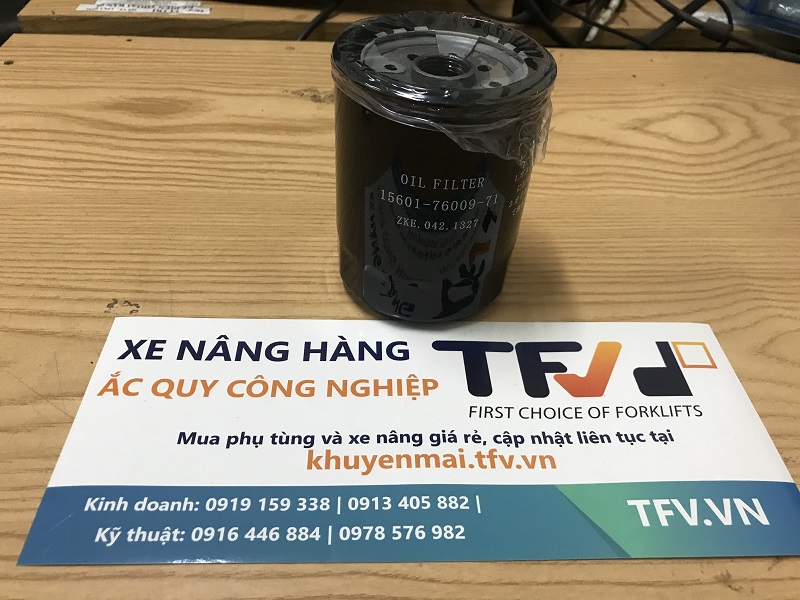 OIL FILTER
15601-76009-71
ZKE.042.1327
XE NÂNG HÀNG
ẮC QUY CÔNG NGHIỆP
TFV
FIRST CHOICE OF FORKLIFTS
Mua phụ tùng và xe nâng giá rẻ, cập nhật liên tục tại
khuyenmai.tfv.vn
Kinh doanh: 0919 159 338 | 0913 405 882 |
Kỹ thuật: 0916 446 884 | 0978 576 982
TFV.VN